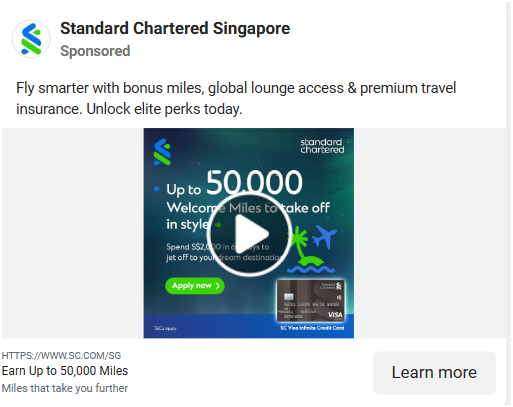 Standard Chartered Singapore
Sponsored
Fly smarter with bonus miles, global lounge access & premium travel
insurance. Unlock elite perks today.
standard
chartered
Up to 50,000
Welcome Miles to take off
in style
Spend S$2,000 in 60 days to
jet off to your dream destination
Apply now >
T&Cs apply
SC Visa Infinite Credit Card
HTTPS://WWW.SC.COM/SG
Earn Up to 50,000 Miles
Miles that take you further
Learn more